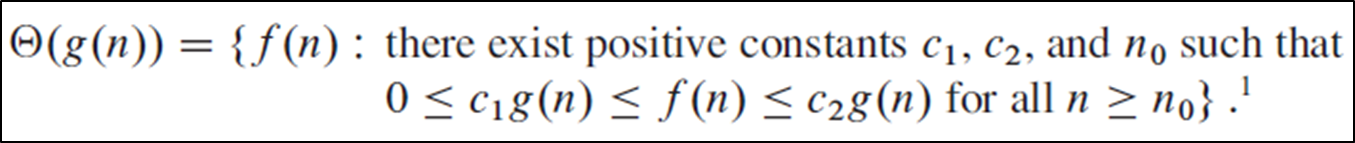 Θ(g(n)) = {f(n) : there exist positive constants c₁, c₂, and n₀ such that
0 ≤ c₁g(n) ≤ f(n) ≤ c₂g(n) for all n ≥ n₀} .¹